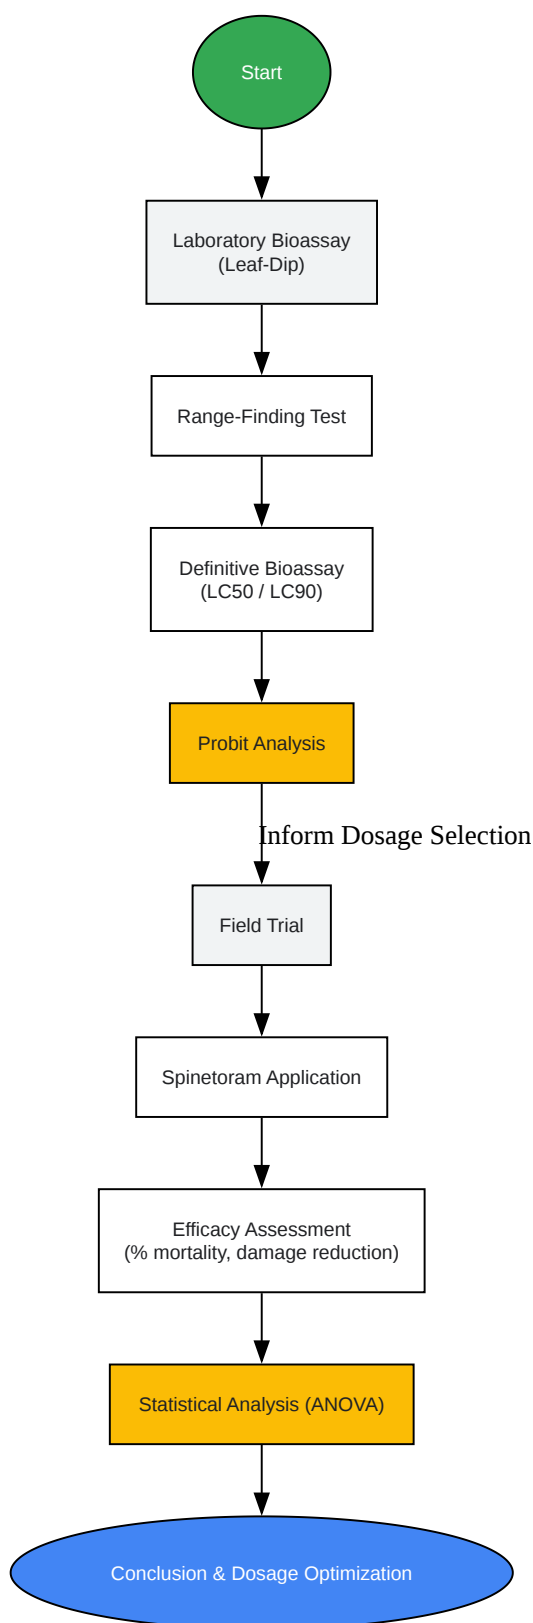 Start
Laboratory Bioassay
(Leaf-Dip)
Range-Finding Test
Definitive Bioassay
(LC50 / LC90)
Probit Analysis
Inform Dosage Selection
Field Trial
Spinetoram Application
Efficacy Assessment
(% mortality, damage reduction)
Statistical Analysis (ANOVA)
Conclusion & Dosage Optimization